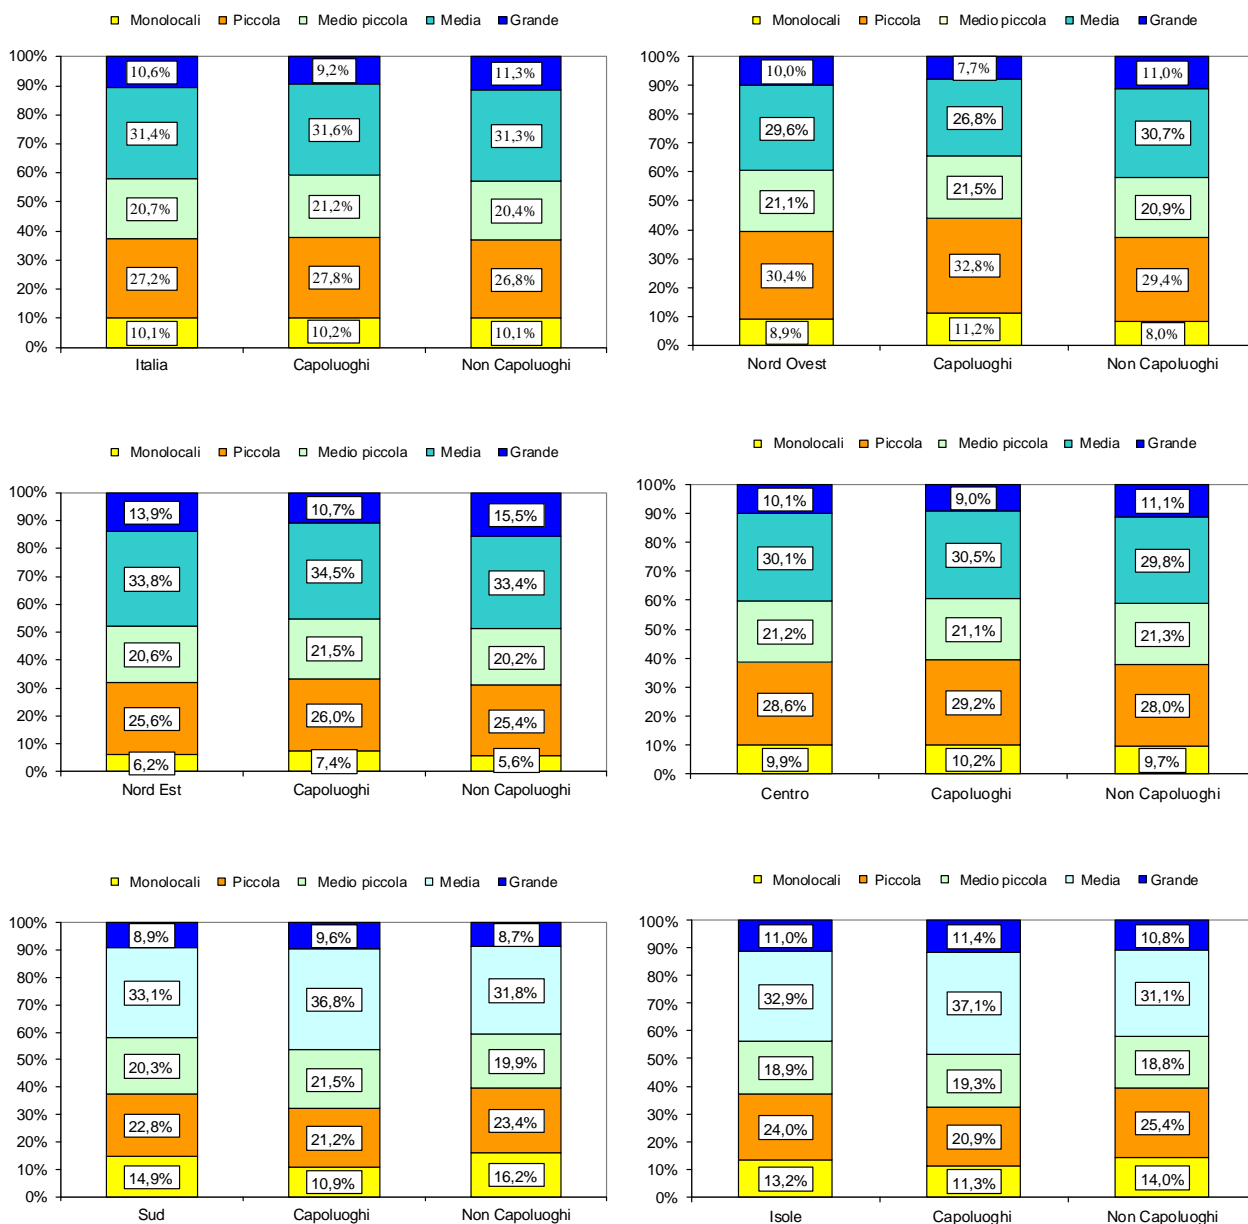 Monolocali Piccola Medio piccola Media Grande
100%
90%
80%
70%
60%
50%
40%
30%
20%
10%
0%
10,6% 9,2% 11,3%
31,4% 31,6% 31,3%
20,7% 21,2% 20,4%
27,2% 27,8% 26,8%
10,1% 10,2% 10,1%
Italia Capoluoghi Non Capoluoghi
Monolocali Piccola Medio piccola Media Grande
100%
90%
80%
70%
60%
50%
40%
30%
20%
10%
0%
10,0% 7,7% 11,0%
29,6% 26,8% 30,7%
21,1% 21,5% 20,9%
30,4% 32,8% 29,4%
8,9% 11,2% 8,0%
Nord Ovest Capoluoghi Non Capoluoghi
Monolocali Piccola Medio piccola Media Grande
100%
90%
80%
70%
60%
50%
40%
30%
20%
10%
0%
13,9% 10,7% 15,5%
33,8% 34,5% 33,4%
20,6% 21,5% 20,2%
25,6% 26,0% 25,4%
6,2% 7,4% 5,6%
Nord Est Capoluoghi Non Capoluoghi
Monolocali Piccola Medio piccola Media Grande
100%
90%
80%
70%
60%
50%
40%
30%
20%
10%
0%
10,1% 9,0% 11,1%
30,1% 30,5% 29,8%
21,2% 21,1% 21,3%
28,6% 29,2% 28,0%
9,9% 10,2% 9,7%
Centro Capoluoghi Non Capoluoghi
Monolocali Piccola Medio piccola Media Grande
100%
90%
80%
70%
60%
50%
40%
30%
20%
10%
0%
8,9% 9,6% 8,7%
33,1% 36,8% 31,8%
20,3% 21,5% 19,9%
22,8% 21,2% 23,4%
14,9% 10,9% 16,2%
Sud Capoluoghi Non Capoluoghi
Monolocali Piccola Medio piccola Media Grande
100%
90%
80%
70%
60%
50%
40%
30%
20%
10%
0%
11,0% 11,4% 10,8%
32,9% 37,1% 31,1%
18,9% 19,3% 18,8%
24,0% 20,9% 25,4%
13,2% 11,3% 14,0%
Isole Capoluoghi Non Capoluoghi